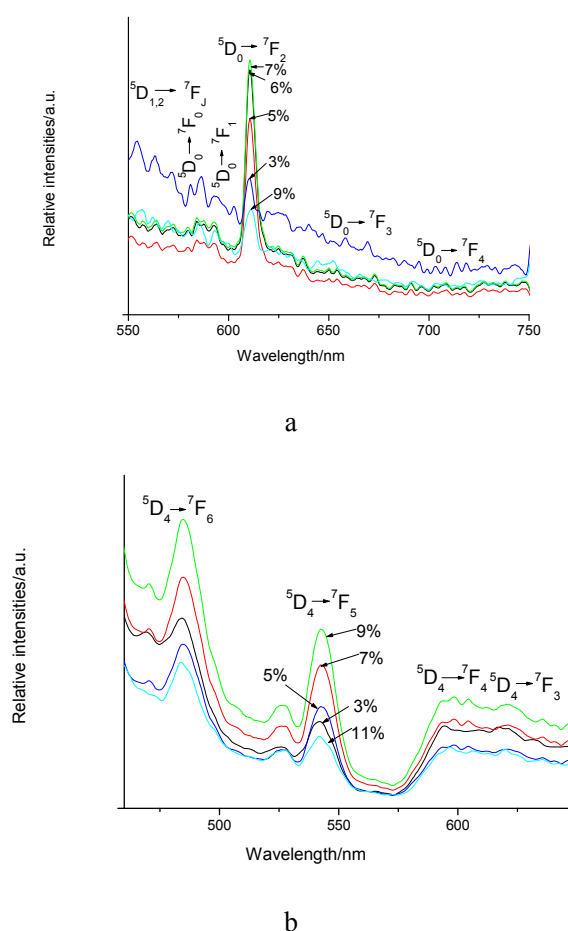 ⁵D₀→⁷F₂
7%
6%
⁵D₁,₂→⁷F J
⁵D₀→⁷F₀
⁵D₀→⁷F₁
5%
3%
9%
⁵D₀→⁷F₃
⁵D₀→⁷F₄
Relative intensities/a.u.
550 600 650 700 750
Wavelength/nm
a
⁵D₄→⁷F₆
⁵D₄→⁷F₅
9%
7%
5%
3%
11%
⁵D₄→⁷F₄ ⁵D₄→⁷F₃
Relative intensities/a.u.
500 550 600
Wavelength/nm
b